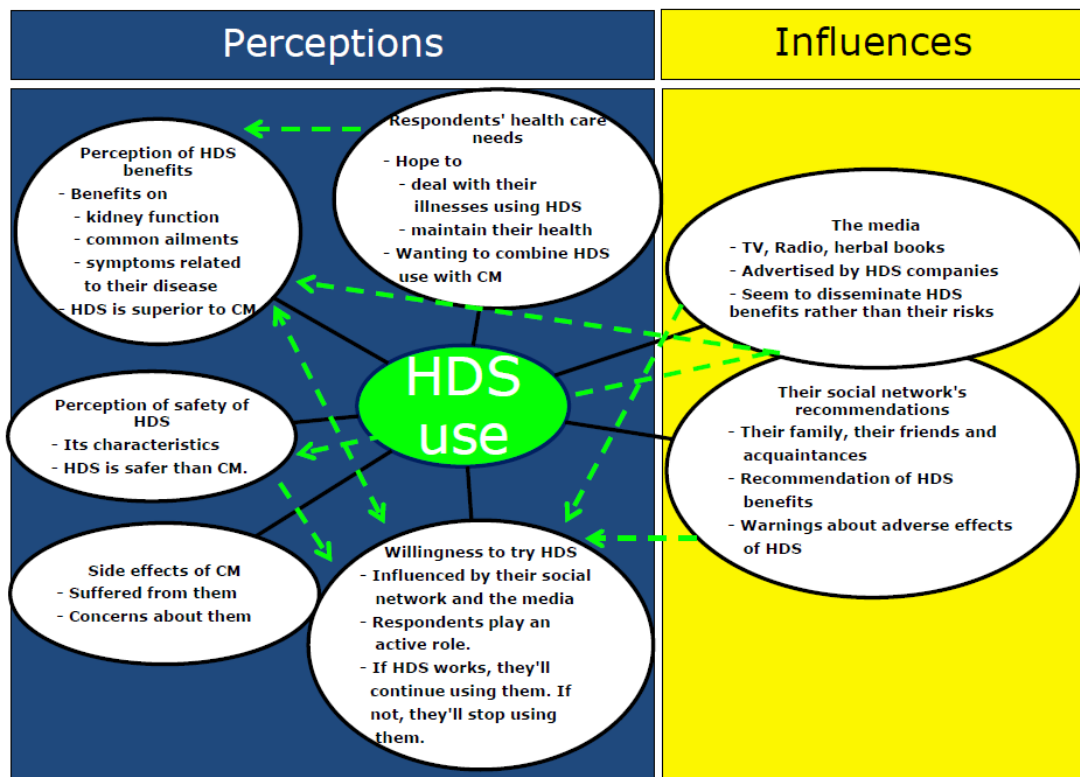 Perceptions
Influences
Respondents' health care
needs
- Hope to
- deal with their
illnesses using HDS
- maintain their health
- Wanting to combine HDS
use with CM
Perception of HDS
benefits
- Benefits on
- kidney function
- common ailments
- symptoms related
to their disease
- HDS is superior to CM
The media
- TV, Radio, herbal books
- Advertised by HDS companies
- Seem to disseminate HDS
benefits rather than their risks
HDS
use
Perception of safety of
HDS
- Its characteristics
- HDS is safer than CM.
Their social network's
recommendations
- Their family, their friends and
acquaintances
- Recommendation of HDS
benefits
- Warnings about adverse effects
of HDS
Side effects of CM
- Suffered from them
- Concerns about them
Willingness to try HDS
- Influenced by their social
network and the media
- Respondents play an
active role.
- If HDS works, they'll
continue using them. If
not, they'll stop using
them.